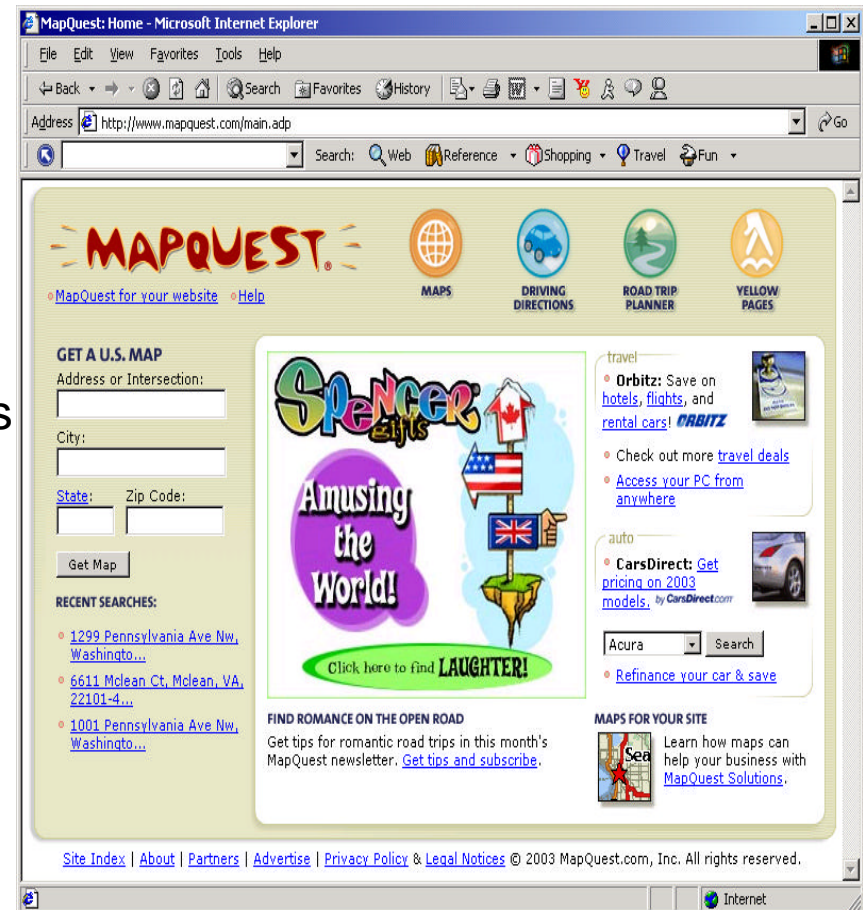 MapQuest: Home - Microsoft Internet Explorer
File Edit View Favorites Tools Help
Back Search Favorites History
Address http://www.mapquest.com/main.adp Go
Search: Web Reference Shopping Travel Fun
MAPQUEST®
MapQuest for your website Help
MAPS
DRIVING
DIRECTIONS
ROAD TRIP
PLANNER
YELLOW
PAGES
s
GET A U.S. MAP
Address or Intersection:
City:
State: Zip Code:
Get Map
RECENT SEARCHES:
1299 Pennsylvania Ave Nw,
Washingto...
6611 Mclean Ct, Mclean, VA,
22101-4...
1001 Pennsylvania Ave Nw,
Washingto...
SPENCER
gifts
Amusing
the
World!
Click here to find LAUGHTER!
travel
Orbitz: Save on
hotels, flights, and
rental cars! ORBITZ
Check out more travel deals
Access your PC from
anywhere
auto
CarsDirect: Get
pricing on 2003
models. by CarsDirect.com
Acura Search
Refinance your car & save
FIND ROMANCE ON THE OPEN ROAD
Get tips for romantic road trips in this month's
MapQuest newsletter. Get tips and subscribe.
MAPS FOR YOUR SITE
Sea
Learn how maps can
help your business with
MapQuest Solutions.
Site Index | About | Partners | Advertise | Privacy Policy & Legal Notices © 2003 MapQuest.com, Inc. All rights reserved.
Internet